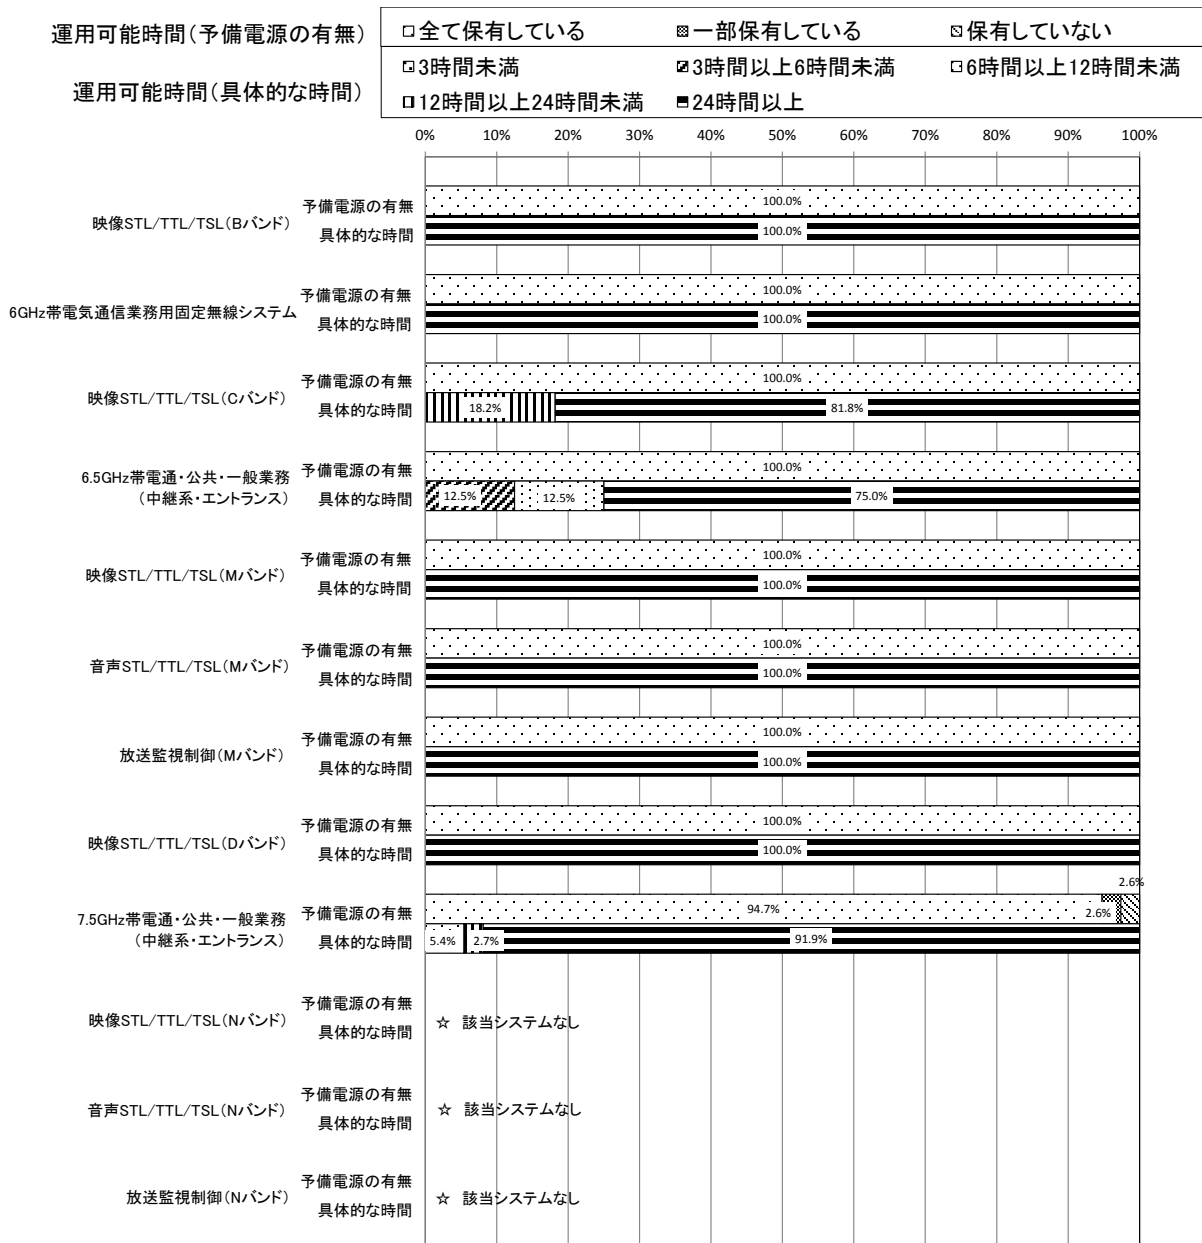 運用可能時間(予備電源の有無)
全て保有している 一部保有している 保有していない
運用可能時間(具体的な時間)
3時間未満 3時間以上6時間未満 6時間以上12時間未満
12時間以上24時間未満 24時間以上
0% 10% 20% 30% 40% 50% 60% 70% 80% 90% 100%
映像STL/TTL/TSL(Bバンド)
予備電源の有無 100.0%
具体的な時間 100.0%
6GHz帯電気通信業務用固定無線システム
予備電源の有無 100.0%
具体的な時間 100.0%
映像STL/TTL/TSL(Cバンド)
予備電源の有無 100.0%
具体的な時間 18.2% 81.8%
6.5GHz帯電通・公共・一般業務
(中継系・エントランス)
予備電源の有無 100.0%
具体的な時間 12.5% 12.5% 75.0%
映像STL/TTL/TSL(Mバンド)
予備電源の有無 100.0%
具体的な時間 100.0%
音声STL/TTL/TSL(Mバンド)
予備電源の有無 100.0%
具体的な時間 100.0%
放送監視制御(Mバンド)
予備電源の有無 100.0%
具体的な時間 100.0%
映像STL/TTL/TSL(Dバンド)
予備電源の有無 100.0%
具体的な時間 100.0%
7.5GHz帯電通・公共・一般業務
(中継系・エントランス)
予備電源の有無 94.7% 2.6% 2.6%
具体的な時間 5.4% 2.7% 91.9%
映像STL/TTL/TSL(Nバンド)
予備電源の有無
具体的な時間
☆ 該当システムなし
音声STL/TTL/TSL(Nバンド)
予備電源の有無
具体的な時間
☆ 該当システムなし
放送監視制御(Nバンド)
予備電源の有無
具体的な時間
☆ 該当システムなし